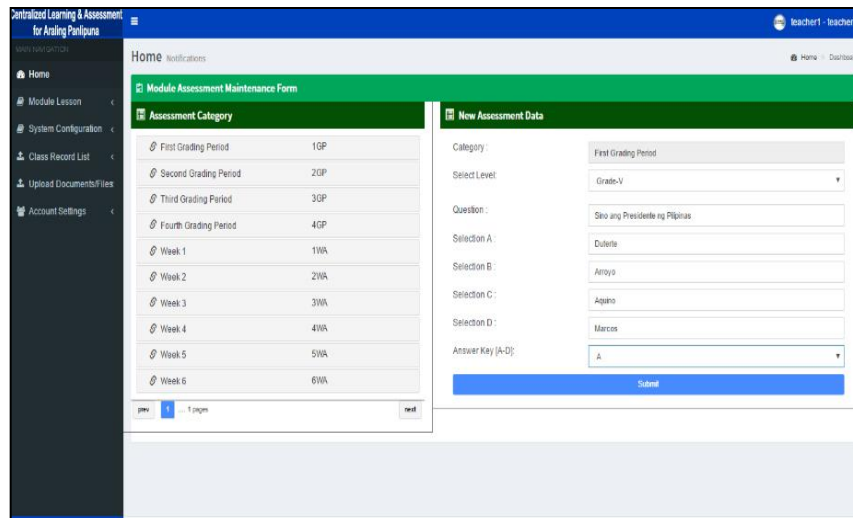 Centralized Learning & Assessment
for Araling Panlipuna
teacher1 - teacher
MAIN NAVIGATION
Home
Module Lesson
System Configuration
Class Record List
Upload Documents/Files
Account Settings
Home Notifications
Home > Dashboa
Module Assessment Maintenance Form
Assessment Category
First Grading Period 1GP
Second Grading Period 2GP
Third Grading Period 3GP
Fourth Grading Period 4GP
Week 1 1WA
Week 2 2WA
Week 3 3WA
Week 4 4WA
Week 5 5WA
Week 6 6WA
prev 1 ... 1 pages next
New Assessment Data
Category : First Grading Period
Select Level: Grade-V
Question : Sino ang Presidente ng Pilipinas
Selection A : Duterte
Selection B : Arroyo
Selection C : Aquino
Selection D : Marcos
Answer Key [A-D]: A
Submit